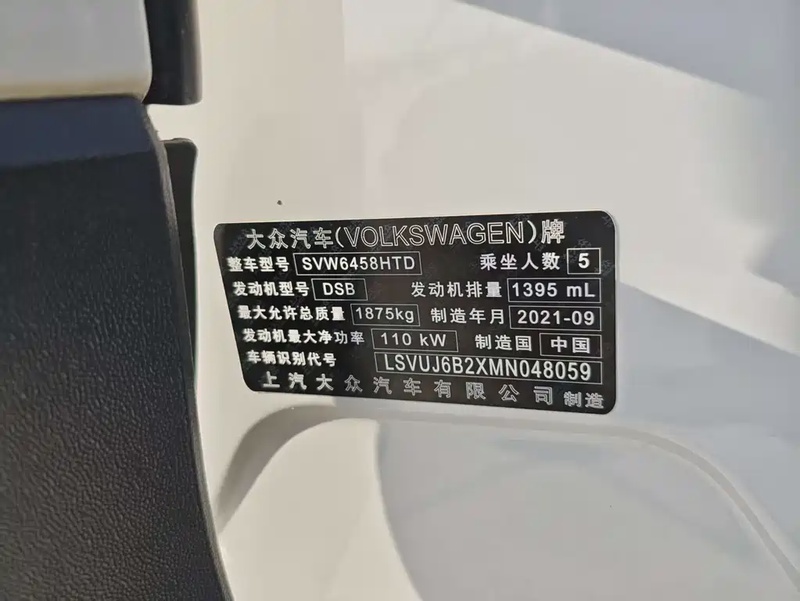 大众汽车(VOLKSWAGEN)牌
整车型号 SVW6458HTD 乘坐人数 5
发动机型号 DSB 发动机排量 1395 mL
最大允许总质量 1875kg 制造年月 2021-09
发动机最大净功率 110 kW 制造国 中国
车辆识别代号 LSVUJ6B2XMN048059
上汽大众汽车有限公司 制造